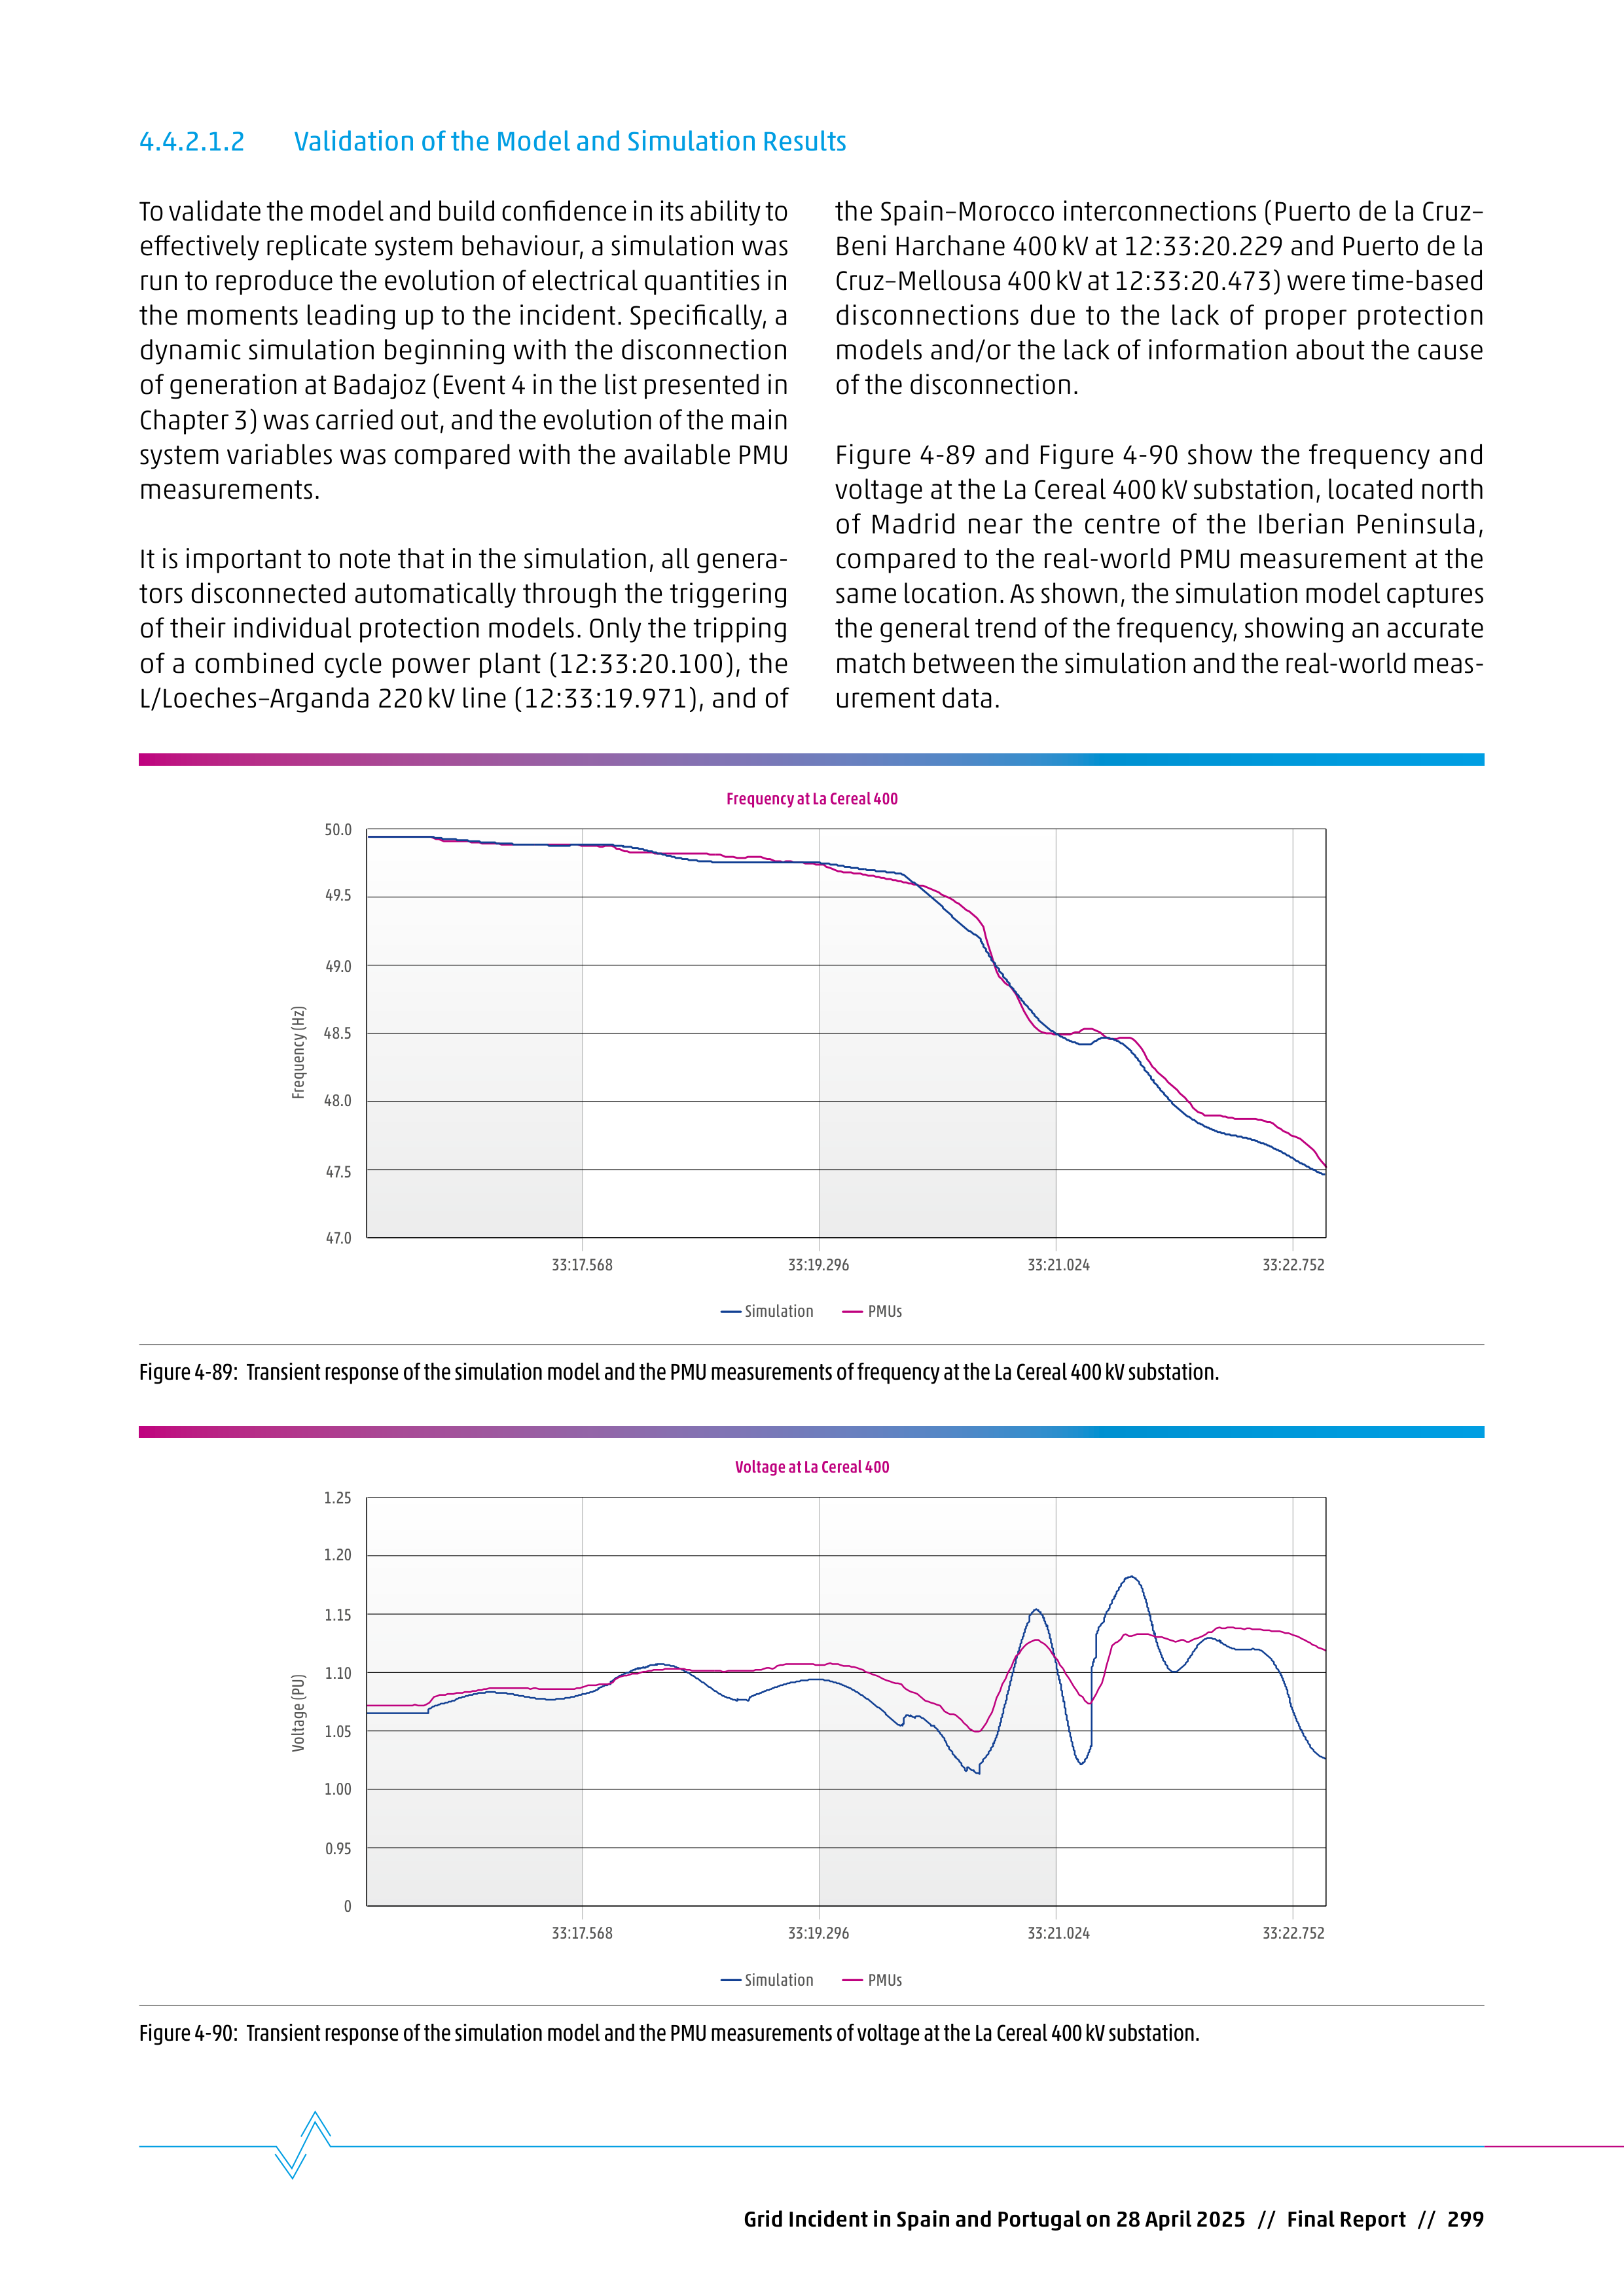 4.4.2.1.2 Validation of the Model and Simulation Results
To validate the model and build confidence in its ability to
effectively replicate system behaviour, a simulation was
run to reproduce the evolution of electrical quantities in
the moments leading up to the incident. Specifically, a
dynamic simulation beginning with the disconnection
of generation at Badajoz (Event 4 in the list presented in
Chapter 3) was carried out, and the evolution of the main
system variables was compared with the available PMU
measurements.
It is important to note that in the simulation, all genera-
tors disconnected automatically through the triggering
of their individual protection models. Only the tripping
of a combined cycle power plant (12:33:20.100), the
L/Loeches–Arganda 220 kV line (12:33:19.971), and of
the Spain–Morocco interconnections (Puerto de la Cruz–
Beni Harchane 400 kV at 12:33:20.229 and Puerto de la
Cruz–Mellousa 400 kV at 12:33:20.473) were time-based
disconnections due to the lack of proper protection
models and/or the lack of information about the cause
of the disconnection.
Figure 4-89 and Figure 4-90 show the frequency and
voltage at the La Cereal 400 kV substation, located north
of Madrid near the centre of the Iberian Peninsula,
compared to the real-world PMU measurement at the
same location. As shown, the simulation model captures
the general trend of the frequency, showing an accurate
match between the simulation and the real-world meas-
urement data.
Frequency at La Cereal 400
50.0
49.5
49.0
48.5
48.0
47.5
47.0
Frequency (Hz)
33:17.568 33:19.296 33:21.024 33:22.752
Simulation PMUs
Figure 4-89: Transient response of the simulation model and the PMU measurements of frequency at the La Cereal 400 kV substation.
Voltage at La Cereal 400
1.25
1.20
1.15
1.10
1.05
1.00
0.95
0
Voltage (PU)
33:17.568 33:19.296 33:21.024 33:22.752
Simulation PMUs
Figure 4-90: Transient response of the simulation model and the PMU measurements of voltage at the La Cereal 400 kV substation.
Grid Incident in Spain and Portugal on 28 April 2025 // Final Report // 299